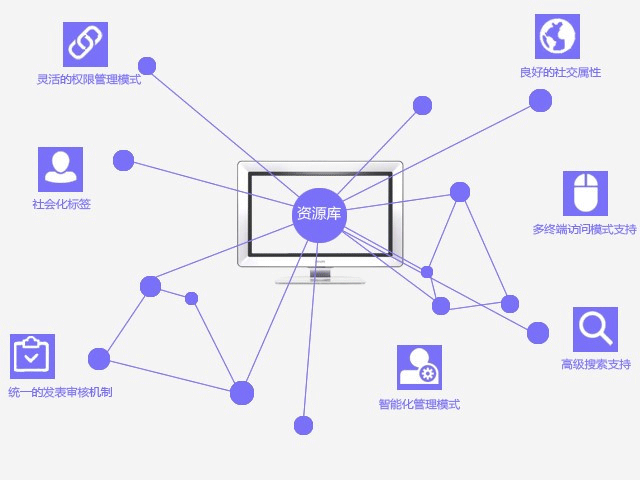 灵活的权限管理模式
良好的社交属性
社会化标签
资源库
多终端访问模式支持
统一的发表审核机制
高级搜索支持
智能化管理模式